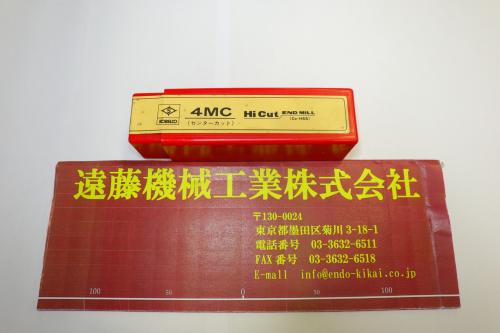 KOBELCO
4MC
(センターカット)
Hi Cut END MILL
(Co-HSS)
遠藤機械工業株式会社
〒130-0024
東京都墨田区菊川 3-18-1
電話番号 03-3632-6511
FAX番号 03-3632-6518
E-mail info@endo-kikai.co.jp
100 50 0 50 100